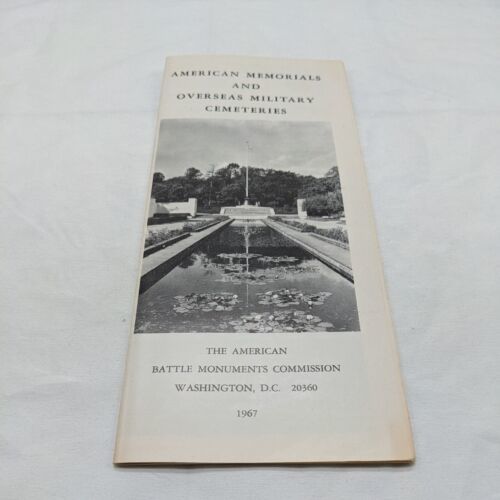 AMERICAN MEMORIALS
AND
OVERSEAS MILITARY
CEMETERIES
THE AMERICAN
BATTLE MONUMENTS COMMISSION
WASHINGTON, D.C. 20360
1967